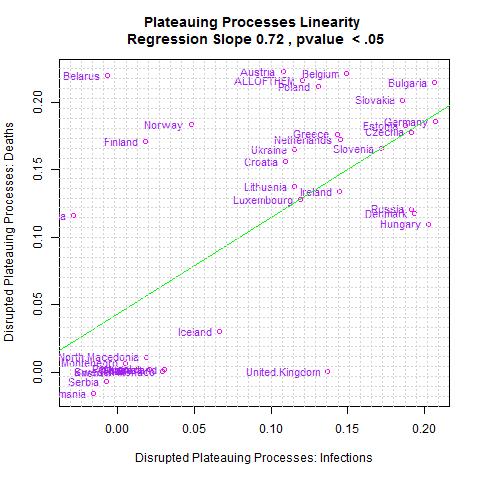 Plateauing Processes Linearity
Regression Slope 0.72 , pvalue < .05
Disrupted Plateauing Processes: Deaths
0.20
0.15
0.10
0.05
0.00
Belarus
Austria
Belgium
ALLOFTHEM
Poland
Bulgaria
Slovakia
Norway
Germany
Estonia
Czechia
Finland
Greece
Netherlands
Ukraine
Slovenia
Croatia
Lithuania
Ireland
Luxembourg
a
Russia
Denmark
Hungary
Iceland
North Macedonia
Montenegro
United.Kingdom
Serbia
0.00
0.05
0.10
0.15
0.20
Disrupted Plateauing Processes: Infections